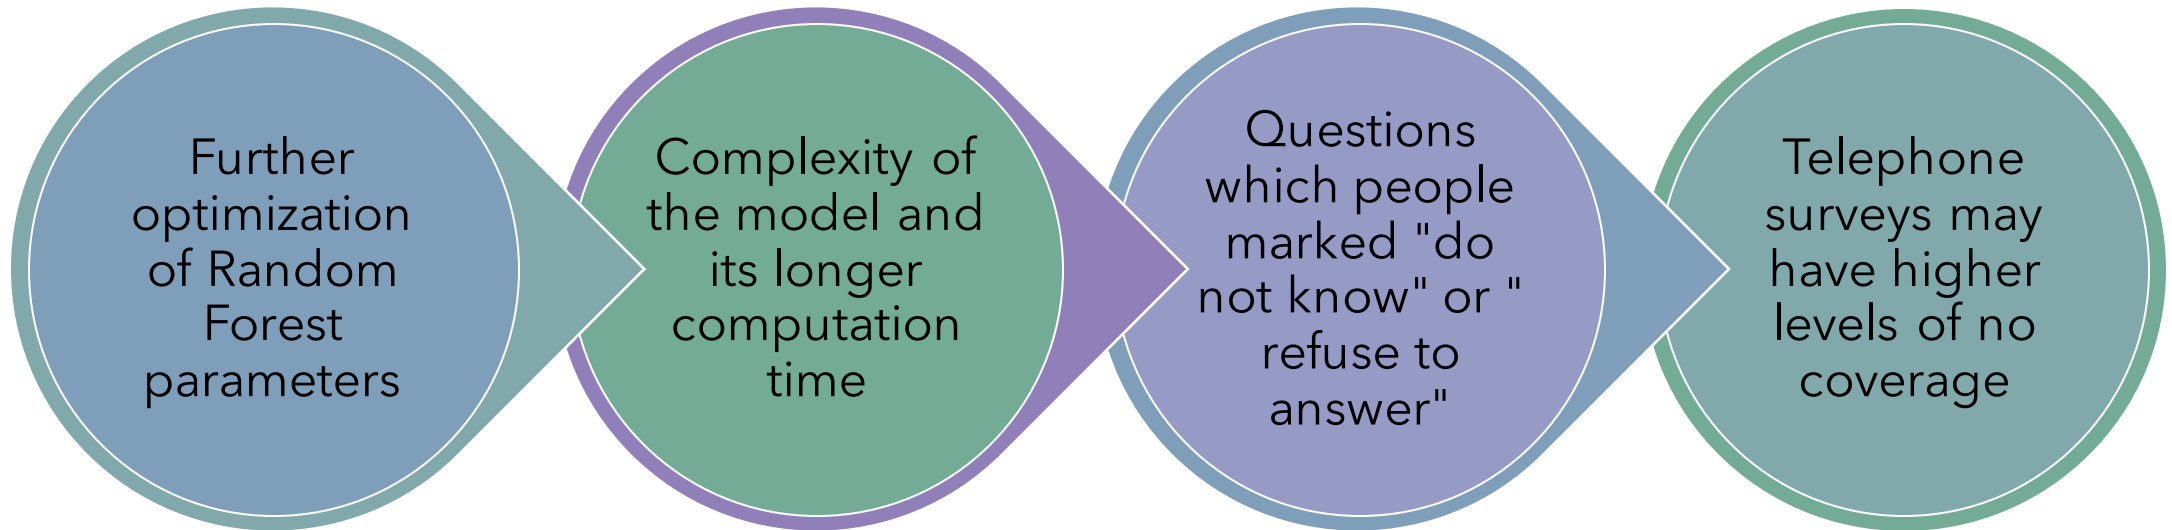 Further
optimization
of Random
Forest
parameters
Complexity of
the model and
its longer
computation
time
Questions
which people
marked "do
not know" or "
refuse to
answer"
Telephone
surveys may
have higher
levels of no
coverage